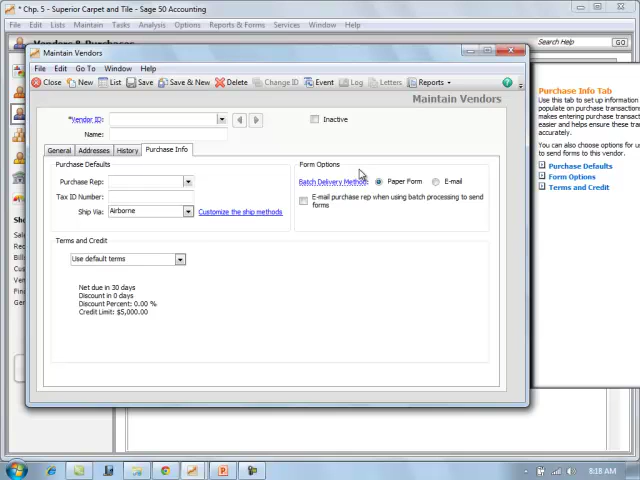 * Chp. 5 - Superior Carpet and Tile - Sage 50 Accounting
File Edit Lists Maintain Tasks Analysis Options Reports & Forms Services Window Help
Search Help GO
Maintain Vendors
File Edit Go To Window Help
Close New List Save Save & New Delete Change ID Event Log Letters Reports
Maintain Vendors
*Vendor ID:
Inactive
Name:
General Addresses History Purchase Info
Purchase Defaults
Purchase Rep:
Tax ID Number:
Ship Via: Airborne Customize the ship methods
Form Options
Batch Delivery Method: Paper Form E-mail
E-mail purchase rep when using batch processing to send
forms
Terms and Credit
Use default terms
Net due in 30 days
Discount in 0 days
Discount Percent: 0.00 %
Credit Limit: $5,000.00
Purchase Info Tab
Use this tab to set up information
populate on purchase transactions
makes entering purchase transact
easier and helps ensure these tra
accurately.
You can also choose options for u
to send forms to this vendor.
Purchase Defaults
Form Options
Terms and Credit
8:18 AM